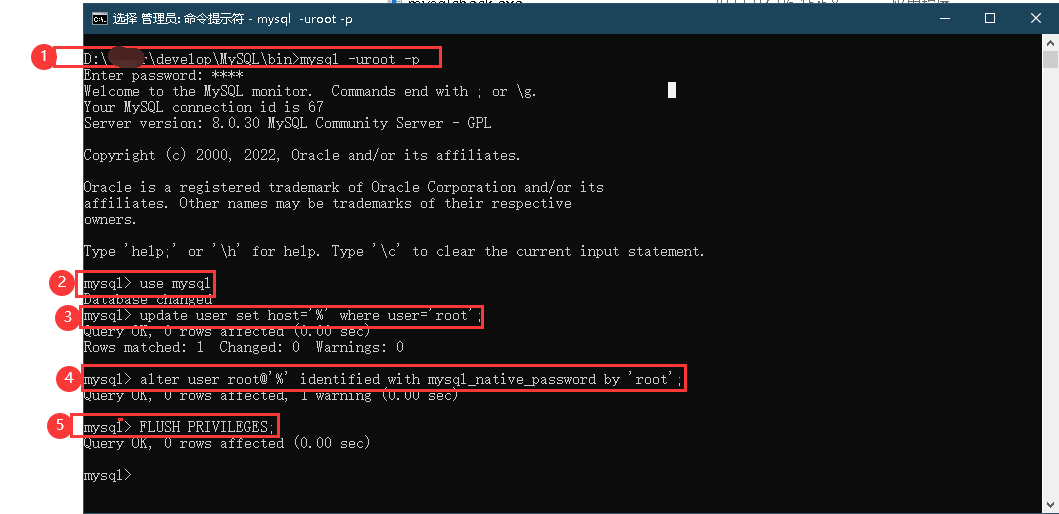 选择 管理员: 命令提示符 - mysql -uroot -p
1
D:\ r\develop\MySQL\bin>mysql -uroot -p
Enter password: ****
Welcome to the MySQL monitor.  Commands end with ; or \g.
Your MySQL connection id is 67
Server version: 8.0.30 MySQL Community Server - GPL
Copyright (c) 2000, 2022, Oracle and/or its affiliates.
Oracle is a registered trademark of Oracle Corporation and/or its
affiliates. Other names may be trademarks of their respective
owners.
Type 'help;' or '\h' for help. Type '\c' to clear the current input statement.
2
mysql> use mysql
Database changed
3
mysql> update user set host='%' where user='root';
Query OK, 0 rows affected (0.00 sec)
Rows matched: 1  Changed: 0  Warnings: 0
4
mysql> alter user root@'%' identified with mysql_native_password by 'root';
Query OK, 0 rows affected, 1 warning (0.00 sec)
5
mysql> FLUSH PRIVILEGES;
Query OK, 0 rows affected (0.00 sec)
mysql>